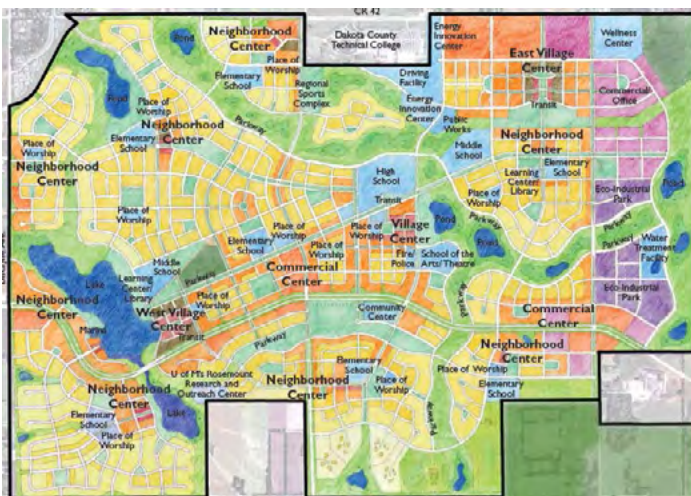 CR 42
Dakota County
Technical College
Energy
Innovation
Center
Wellness
Center
East Village
Center
Neighborhood
Center
Place of
Worship
Elementary
School
Regional
Sports
Complex
Pond
Pond
Driving
Facility
Energy
Innovation
Center
Transit
Commercial/
Office
Public
Works
Place of
Worship
Neighborhood
Center
Elementary
School
Parkway
Middle
School
Neighborhood
Center
Place of
Worship
Neighborhood
Center
High
School
Transit
Learning
Center/
Library
Elementary
School
Place of
Worship
Eco-Industrial
Park
Pond
Place of
Worship
Elementary
School
Place of
Worship
Place of
Worship
Village
Center
Pond
Parkway
Parkway
Pond
Water
Treatment
Facility
Middle
School
Parkway
Commercial
Center
Fire/
Police
School of the
Arts/Theatre
Lake
Learning
Center/
Library
Place of
Worship
Eco-Industrial
Park
Neighborhood
Center
Marina
West Village
Center
Transit
Community
Center
Commercial
Center
Parkway
Neighborhood
Center
U of M's Rosemount
Research and
Outreach Center
Elementary
School
Neighborhood
Center
Place of
Worship
Place of Worship
Elementary
School
Neighborhood
Center
Elementary
School
Place of
Worship
Lake